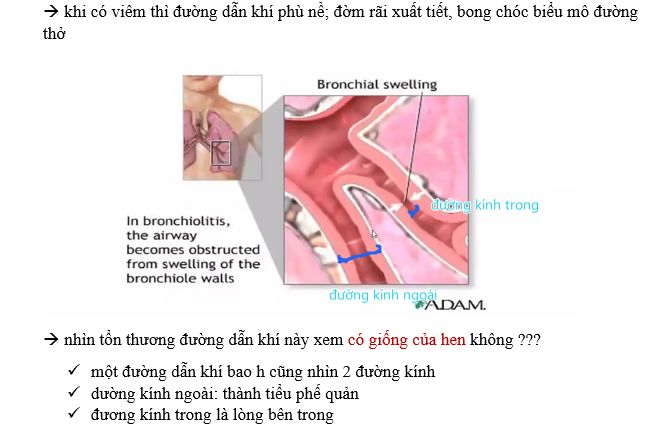 → khi có viêm thì đường dẫn khí phù nề; đờm rãi xuất tiết, bong chóc biểu mô đường
thở
Bronchial swelling
đường kính trong
In bronchiolitis,
the airway
becomes obstructed
from swelling of the
bronchiole walls
đường kính ngoài
ADAM.
→ nhìn tổn thương đường dẫn khí này xem có giống của hen không ???
✓ một đường dẫn khí bao h cũng nhìn 2 đường kính
✓ dường kính ngoài: thành tiểu phế quản
✓ đương kính trong là lòng bên trong